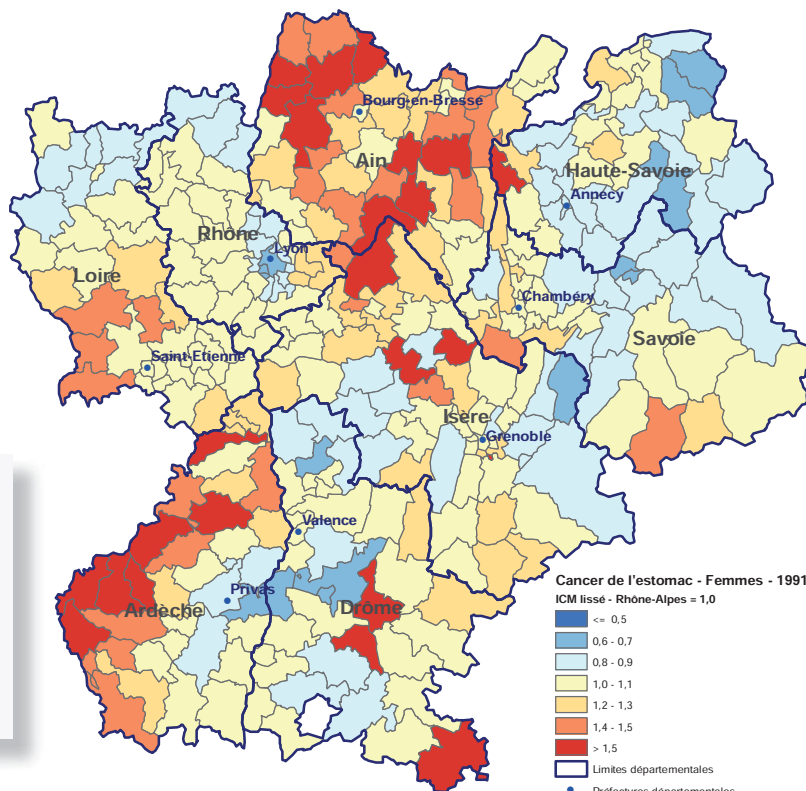 Bourg-en-Bresse
Ain
Haute-Savoie
Annecy
Rhône
Lyon
Loire
Chambéry
Savoie
Saint-Etienne
Isère
Grenoble
Valence
Privas
Ardèche
Drôme
Cancer de l'estomac - Femmes - 1991
ICM lissé - Rhône-Alpes = 1,0
<= 0,5
0,6 - 0,7
0,8 - 0,9
1,0 - 1,1
1,2 - 1,3
1,4 - 1,5
> 1,5
Limites départementales
Préfectures départementales